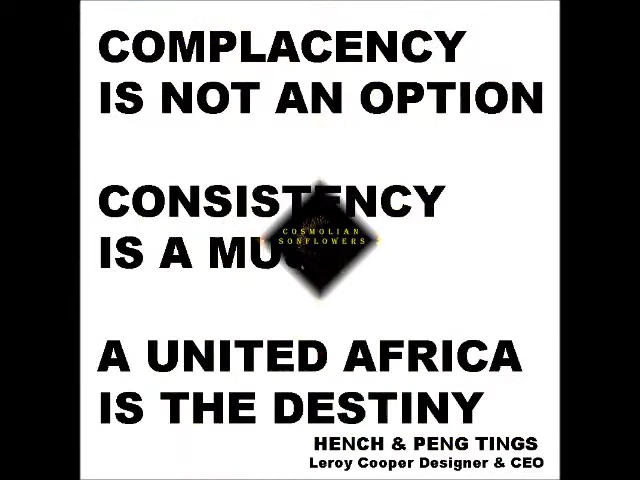 COMPLACENCY
IS NOT AN OPTION
CONSISTENCY
IS A
COSMOLIAN
SONFLOWERS
A UNITED AFRICA
IS THE DESTINY
HENCH & PENG TINGS
Leroy Cooper Designer & CEO